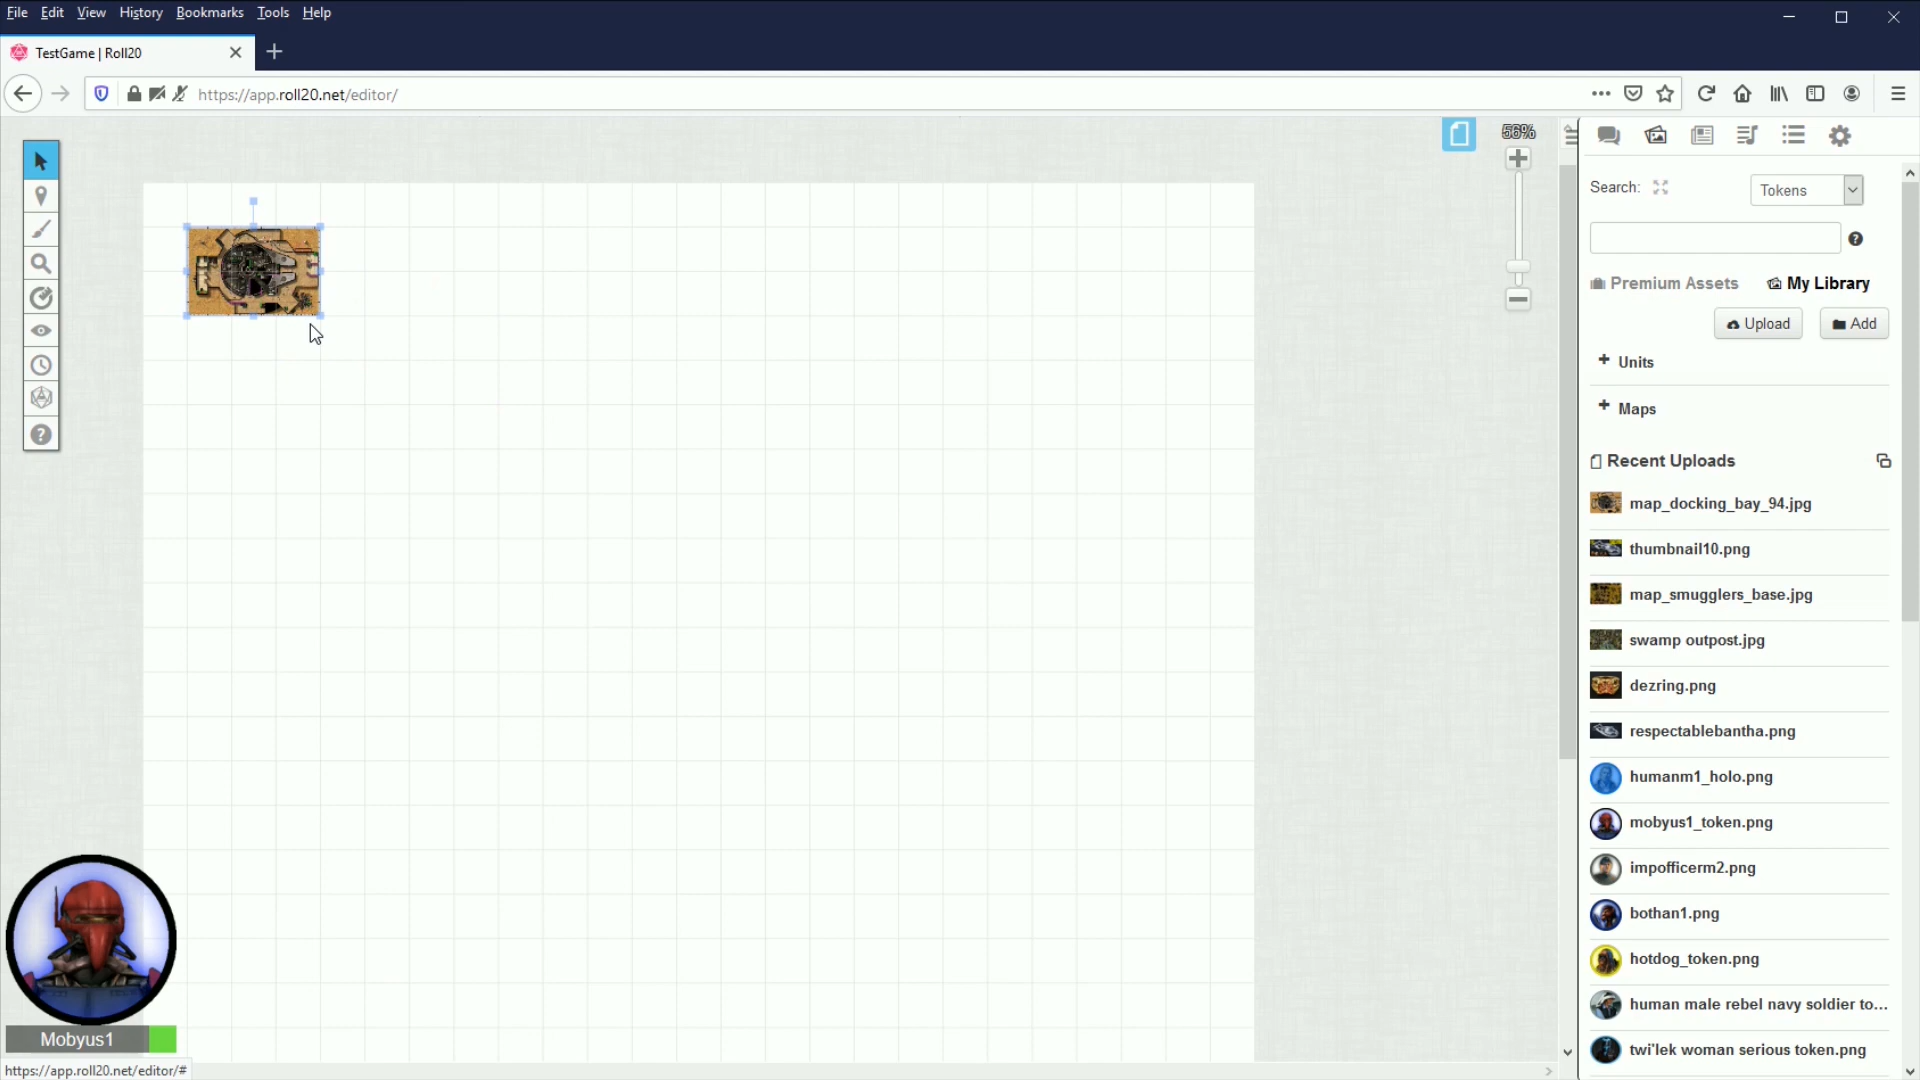 File Edit View History Bookmarks Tools Help
TestGame | Roll20
https://app.roll20.net/editor/
56%
Search:
Tokens
Premium Assets My Library
Upload Add
Units
Maps
Recent Uploads
map_docking_bay_94.jpg
thumbnail10.png
map_smugglers_base.jpg
swamp outpost.jpg
dezring.png
respectablebantha.png
humanm1_holo.png
mobyus1_token.png
impofficerm2.png
bothan1.png
hotdog_token.png
human male rebel navy soldier to...
twi'lek woman serious token.png
Mobyus1
https://app.roll20.net/editor/#